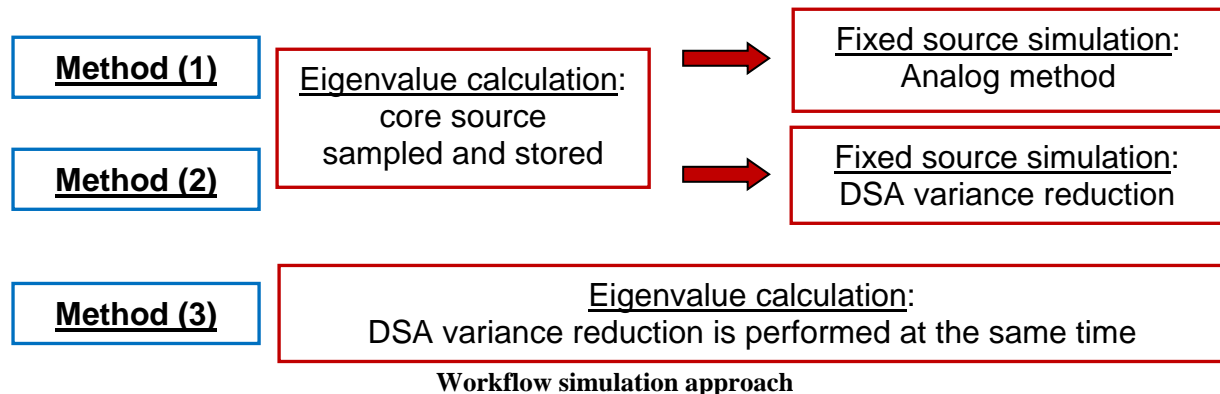 Method (1)
Eigenvalue calculation:
core source
sampled and stored
Fixed source simulation:
Analog method
Method (2)
Fixed source simulation:
DSA variance reduction
Method (3)
Eigenvalue calculation:
DSA variance reduction is performed at the same time
Workflow simulation approach